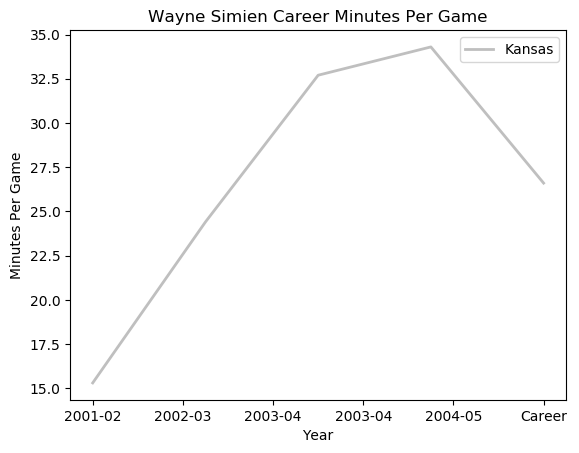 Wayne Simien Career Minutes Per Game
Kansas
Minutes Per Game
35.0
32.5
30.0
27.5
25.0
22.5
20.0
17.5
15.0
2001-02 2002-03 2003-04 2003-04 2004-05 Career
Year